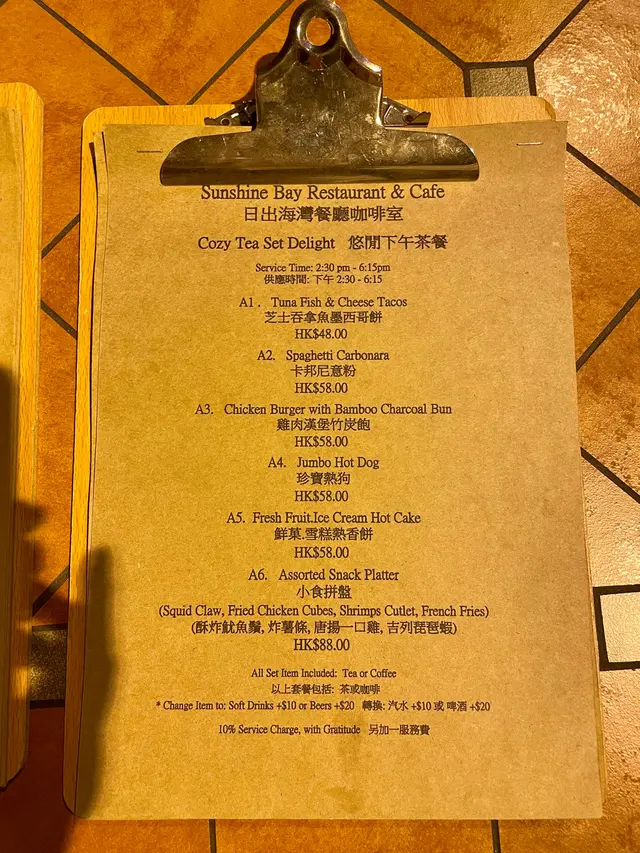 Sunshine Bay Restaurant & Cafe
日出海灣餐廳咖啡室
Cozy Tea Set Delight 悠閒下午茶餐
Service Time: 2:30 pm - 6:15pm
供應時間: 下午 2:30 - 6:15
A1 . Tuna Fish & Cheese Tacos
芝士吞拿魚墨西哥餅
HK$48.00
A2. Spaghetti Carbonara
卡邦尼意粉
HK$58.00
A3. Chicken Burger with Bamboo Charcoal Bun
雞肉漢堡竹炭飽
HK$58.00
A4. Jumbo Hot Dog
珍寶熱狗
HK$58.00
A5. Fresh Fruit.Ice Cream Hot Cake
鮮菓.雪糕熱香餅
HK$58.00
A6. Assorted Snack Platter
小食拼盤
(Squid Claw, Fried Chicken Cubes, Shrimps Cutlet, French Fries)
(酥炸魷魚鬚, 炸薯條, 唐揚一口雞, 吉列琵琶蝦)
HK$88.00
All Set Item Included: Tea or Coffee
以上套餐包括: 茶或咖啡
* Change Item to: Soft Drinks +$10 or Beers +$20 轉換: 汽水 +$10 或 啤酒 +$20
10% Service Charge, with Gratitude 另加一服務費